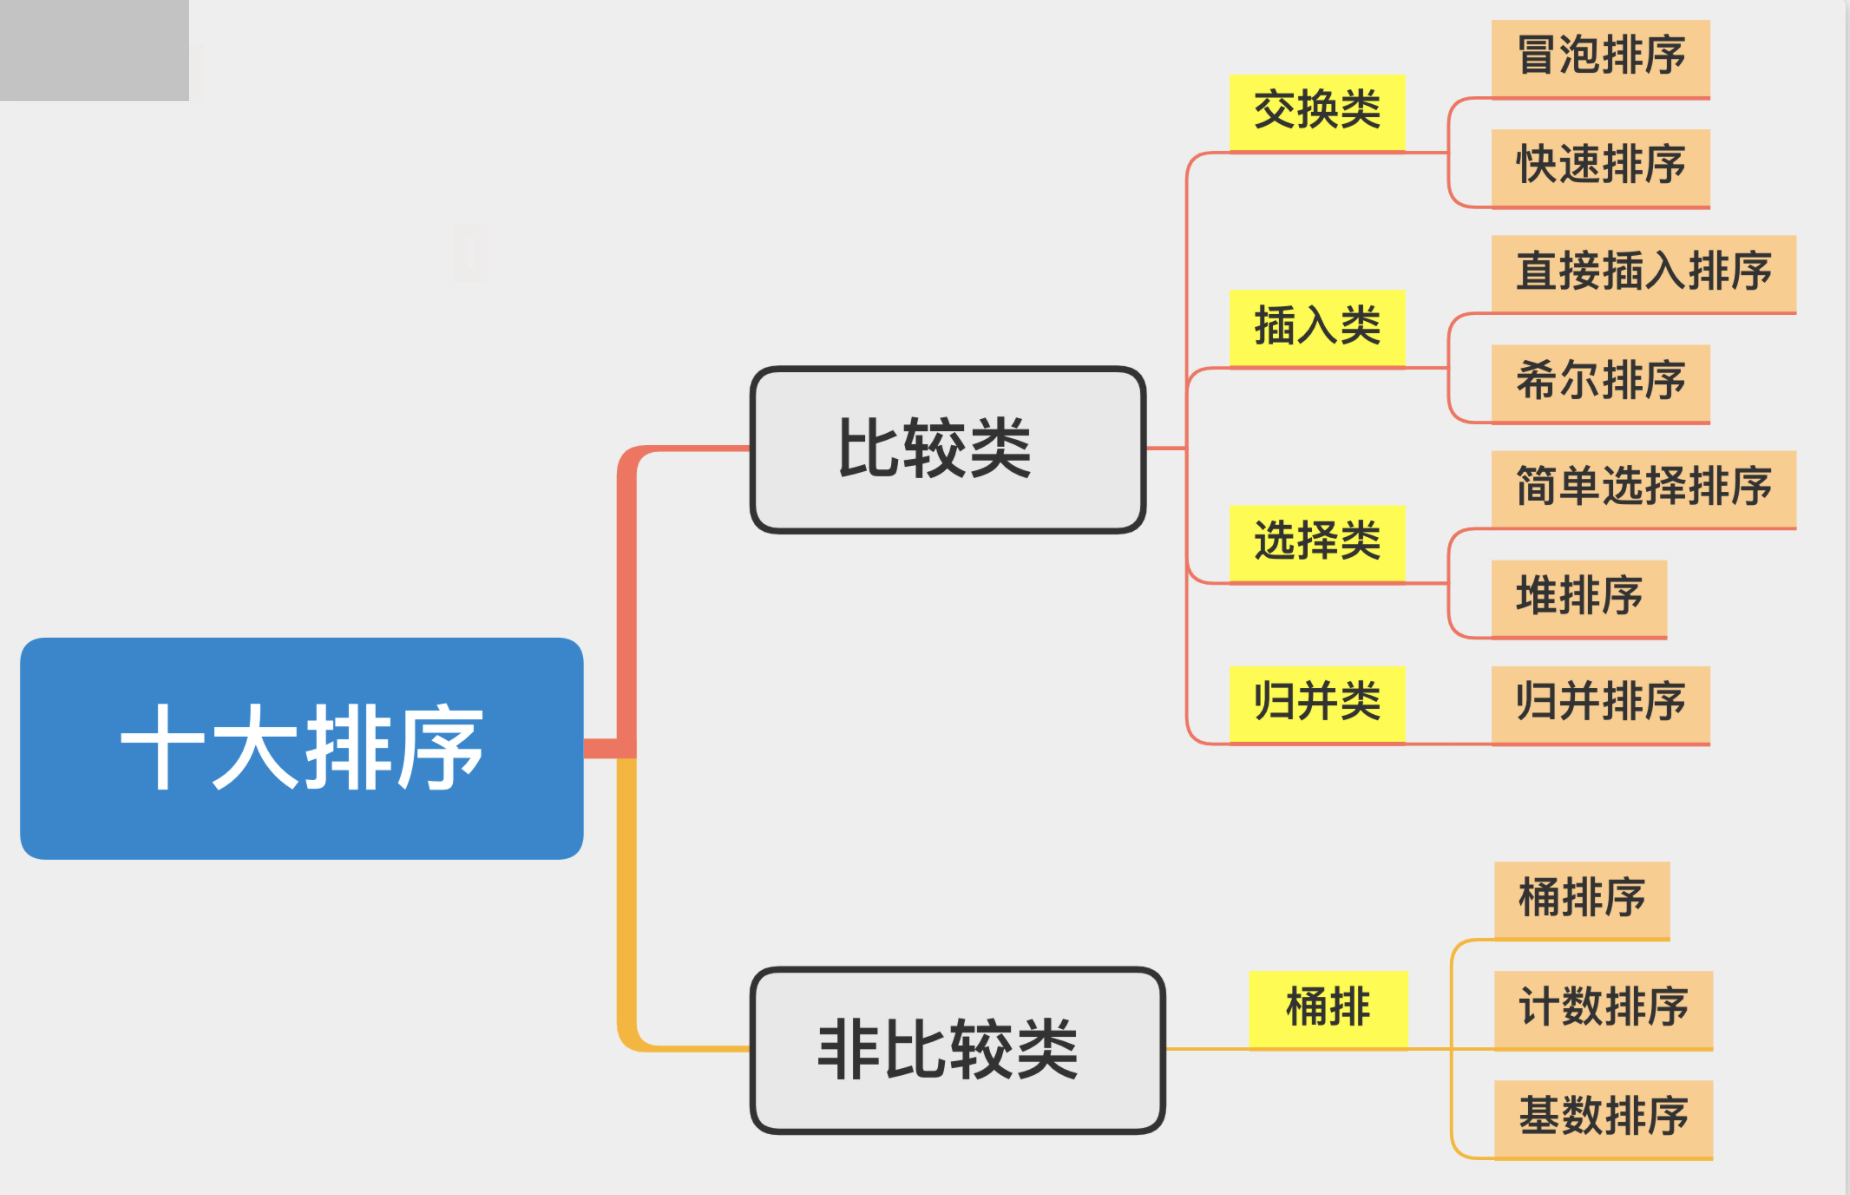 十大排序
比较类
交换类
冒泡排序
快速排序
插入类
直接插入排序
希尔排序
选择类
简单选择排序
堆排序
归并类
归并排序
非比较类
桶排
桶排序
计数排序
基数排序